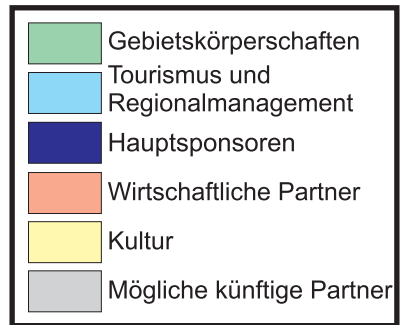 Gebietskörperschaften
Tourismus und
Regionalmanagement
Hauptsponsoren
Wirtschaftliche Partner
Kultur
Mögliche künftige Partner